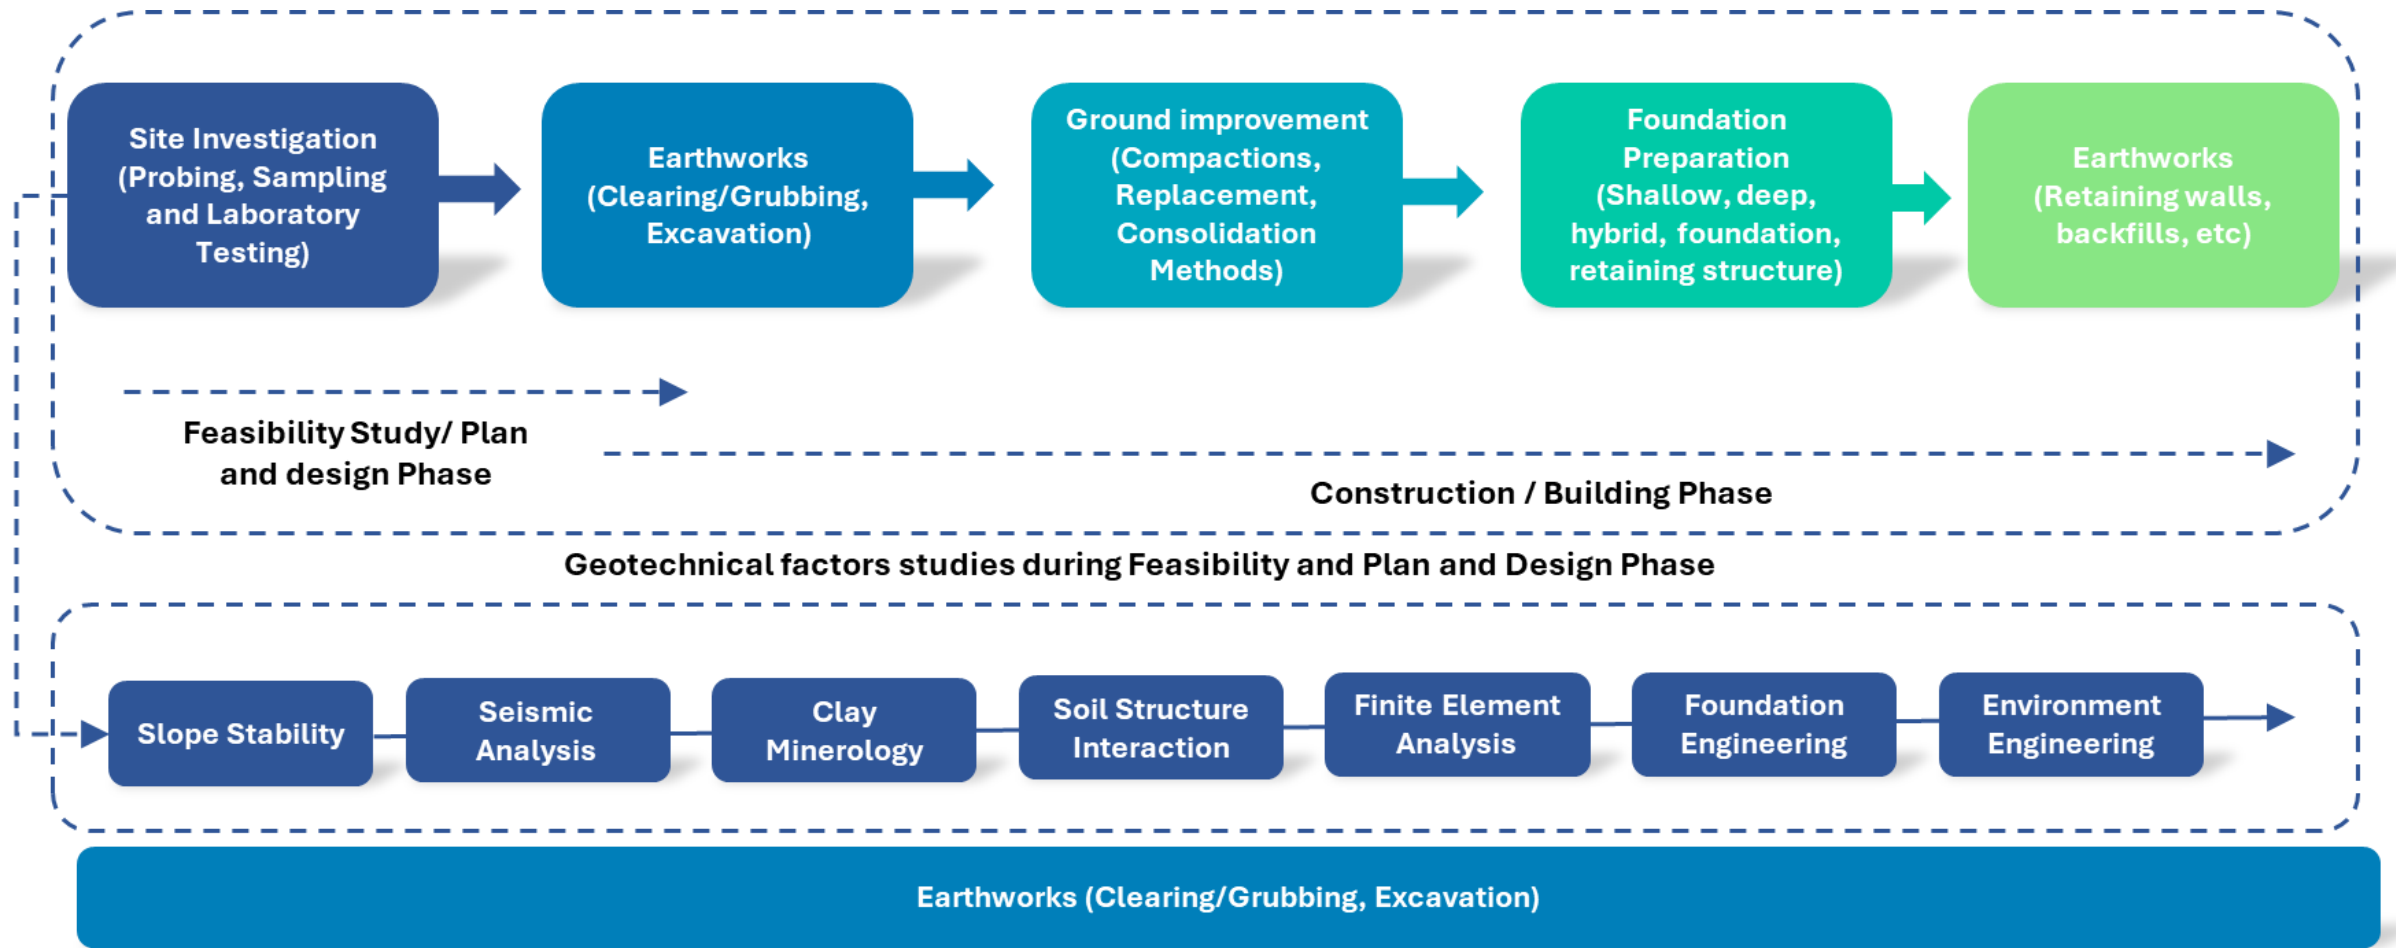 Site Investigation
(Probing, Sampling
and Laboratory
Testing)
Earthworks
(Clearing/Grubbing,
Excavation)
Ground improvement
(Compactions,
Replacement,
Consolidation
Methods)
Foundation
Preparation
(Shallow, deep,
hybrid, foundation,
retaining structure)
Earthworks
(Retaining walls,
backfills, etc)
Feasibility Study/ Plan
and design Phase
Construction / Building Phase
Geotechnical factors studies during Feasibility and Plan and Design Phase
Slope Stability
Seismic
Analysis
Clay
Minerology
Soil Structure
Interaction
Finite Element
Analysis
Foundation
Engineering
Environment
Engineering
Earthworks (Clearing/Grubbing, Excavation)